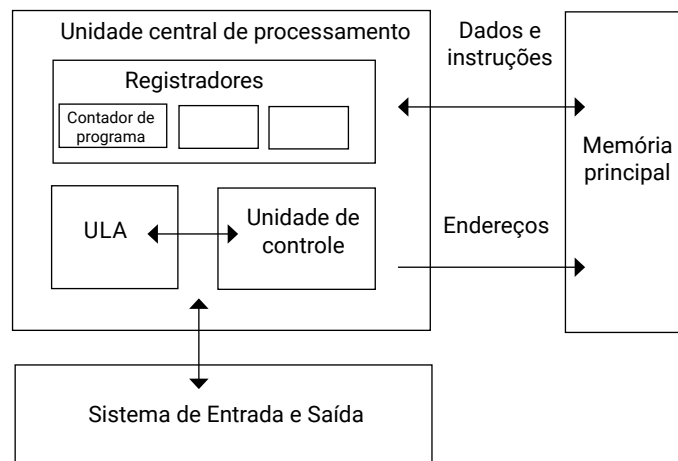 Unidade central de processamento
Registradores
Contador de
programa
ULA
Unidade de
controle
Dados e
instruções
Endereços
Memória
principal
Sistema de Entrada e Saída